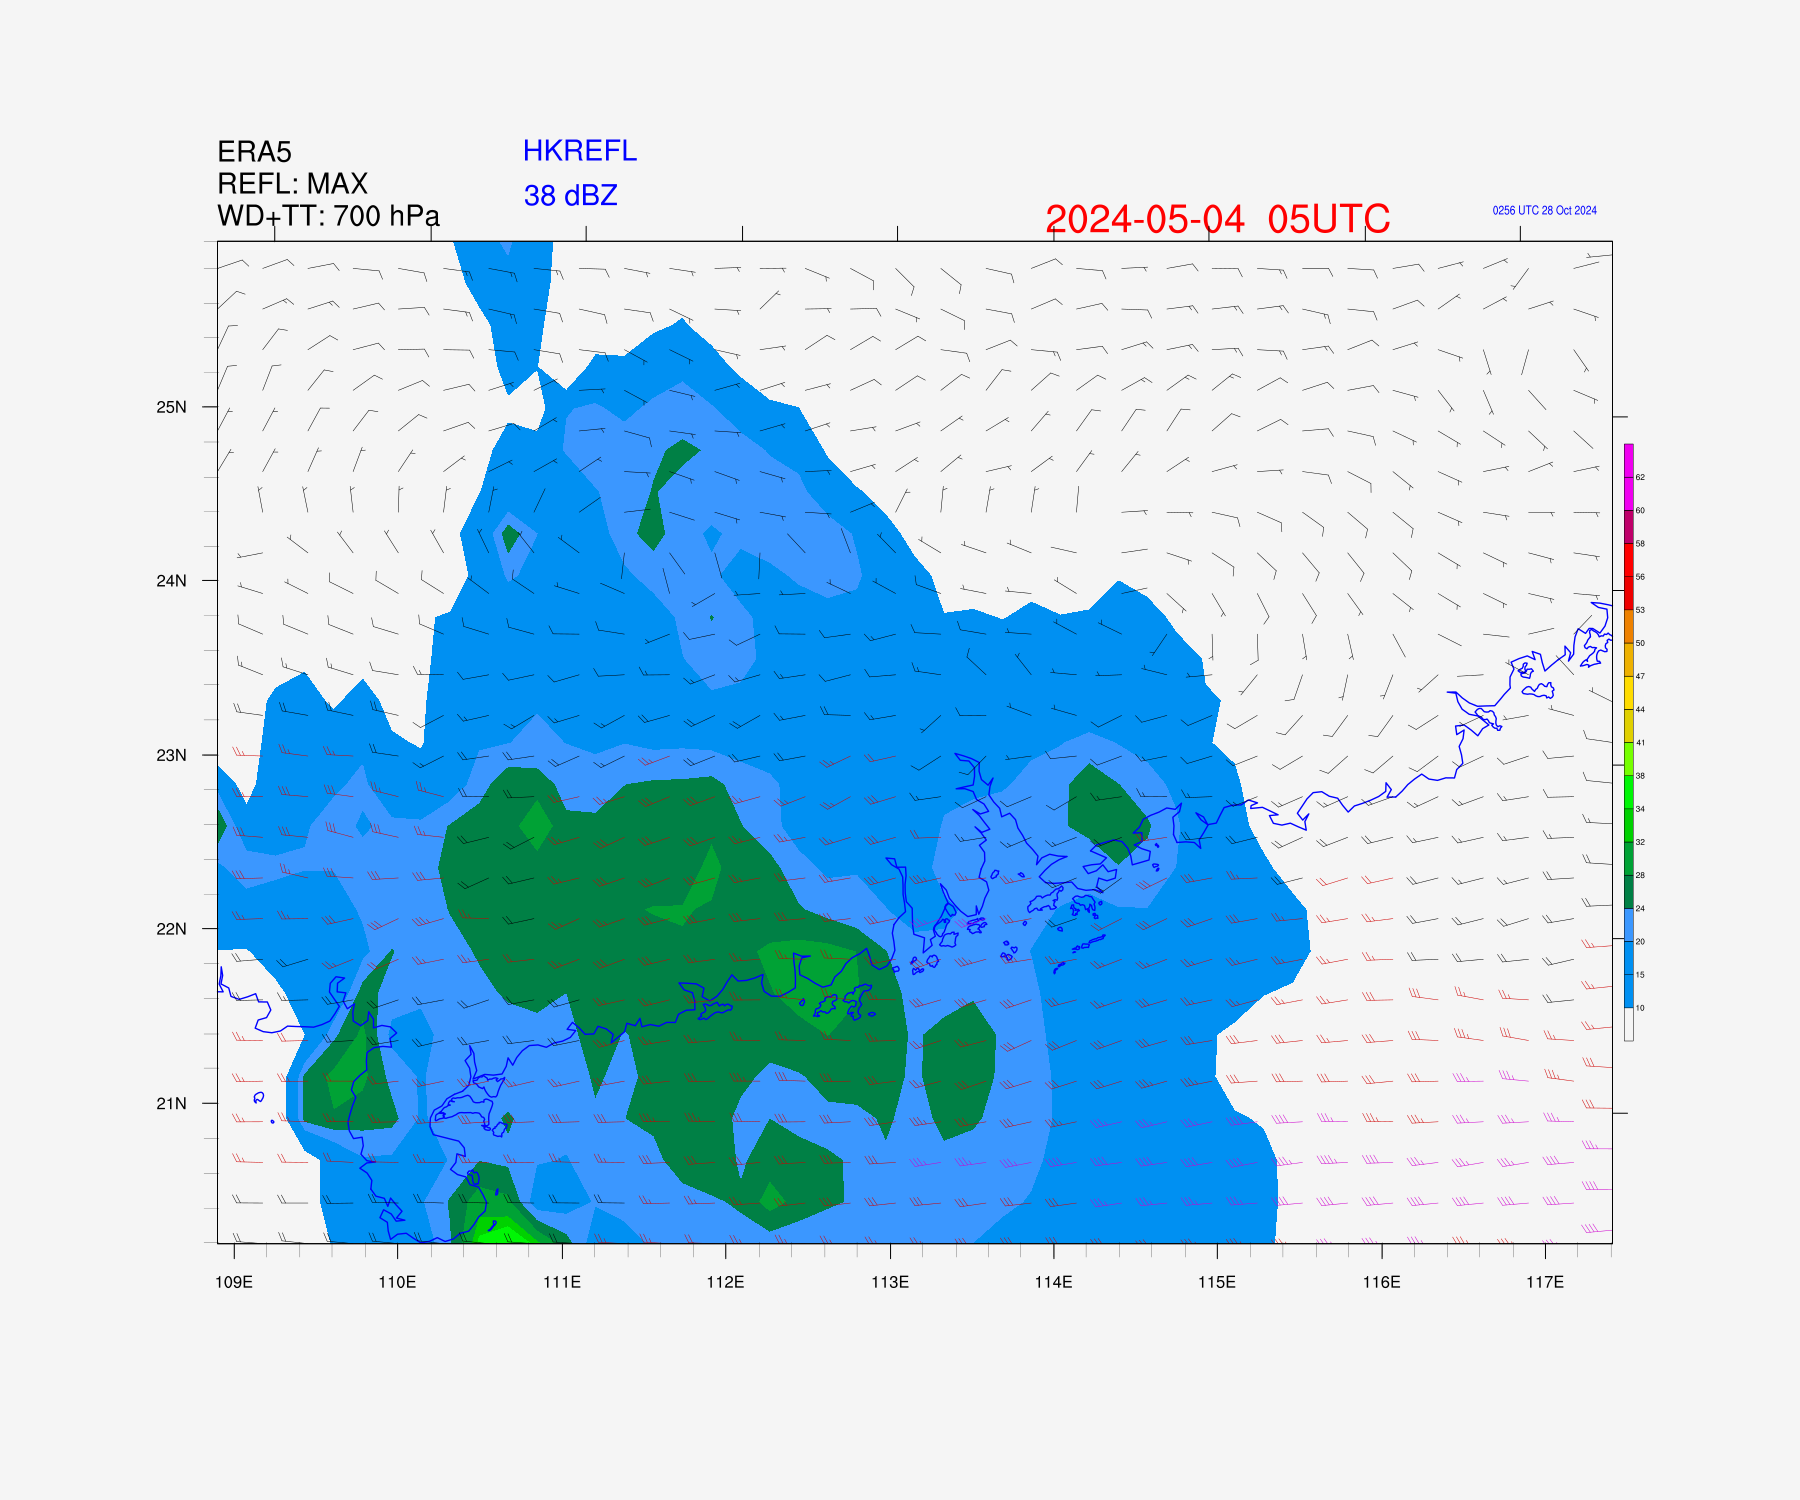 ERA5
HKREFL
REFL: MAX
38 dBZ
WD+TT: 700 hPa
2024-05-04 05UTC
0256 UTC 28 Oct 2024
25N
24N
23N
22N
21N
62
60
58
56
53
50
47
44
41
38
34
32
28
24
20
15
10
109E
110E
111E
112E
113E
114E
115E
116E
117E